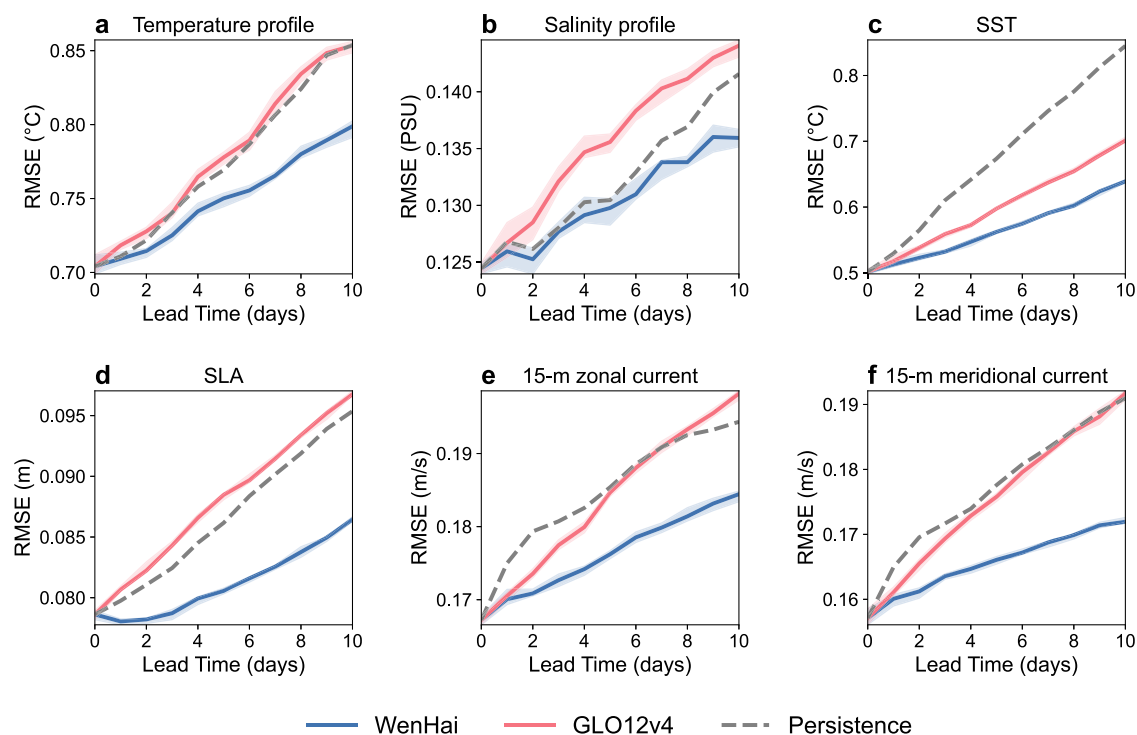 a Temperature profile
RMSE (°C)
0.85
0.80
0.75
0.70
0 2 4 6 8 10
Lead Time (days)
b Salinity profile
RMSE (PSU)
0.140
0.135
0.130
0.125
0 2 4 6 8 10
Lead Time (days)
c SST
RMSE (°C)
0.8
0.7
0.6
0.5
0 2 4 6 8 10
Lead Time (days)
d SLA
RMSE (m)
0.095
0.090
0.085
0.080
0 2 4 6 8 10
Lead Time (days)
e 15-m zonal current
RMSE (m/s)
0.19
0.18
0.17
0 2 4 6 8 10
Lead Time (days)
f 15-m meridional current
RMSE (m/s)
0.19
0.18
0.17
0.16
0 2 4 6 8 10
Lead Time (days)
WenHai GLO12v4 Persistence